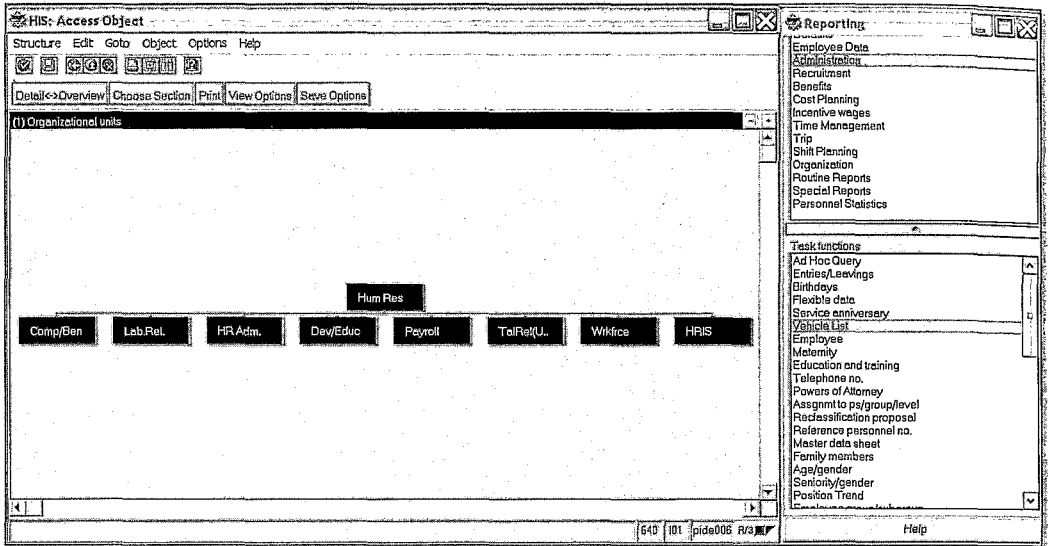 HIS: Access Object
Structure Edit Goto Object Options Help
Detail<->Overview Choose Section Print View Options Save Options
(1) Organizational units
Hum Res
Comp/Ben Lab.Rel. HR Adm. Dev/Educ Payroll TalRel(U.. Wrkfrce HRIS
640 I01 pide006 R/3
Reporting
Employee Data
Administration
Recruitment
Benefits
Cost Planning
Incentive wages
Time Management
Trip
Shift Planning
Organization
Routine Reports
Special Reports
Personnel Statistics
Task functions
Ad Hoc Query
Entries/Leavings
Birthdays
Flexible data
Service anniversary
Vehicle List
Employee
Maternity
Education and training
Telephone no.
Powers of Attorney
Assgnmt to ps/group/level
Reclassification proposal
Reference personnel no.
Master data sheet
Family members
Age/gender
Seniority/gender
Position Trend
Help